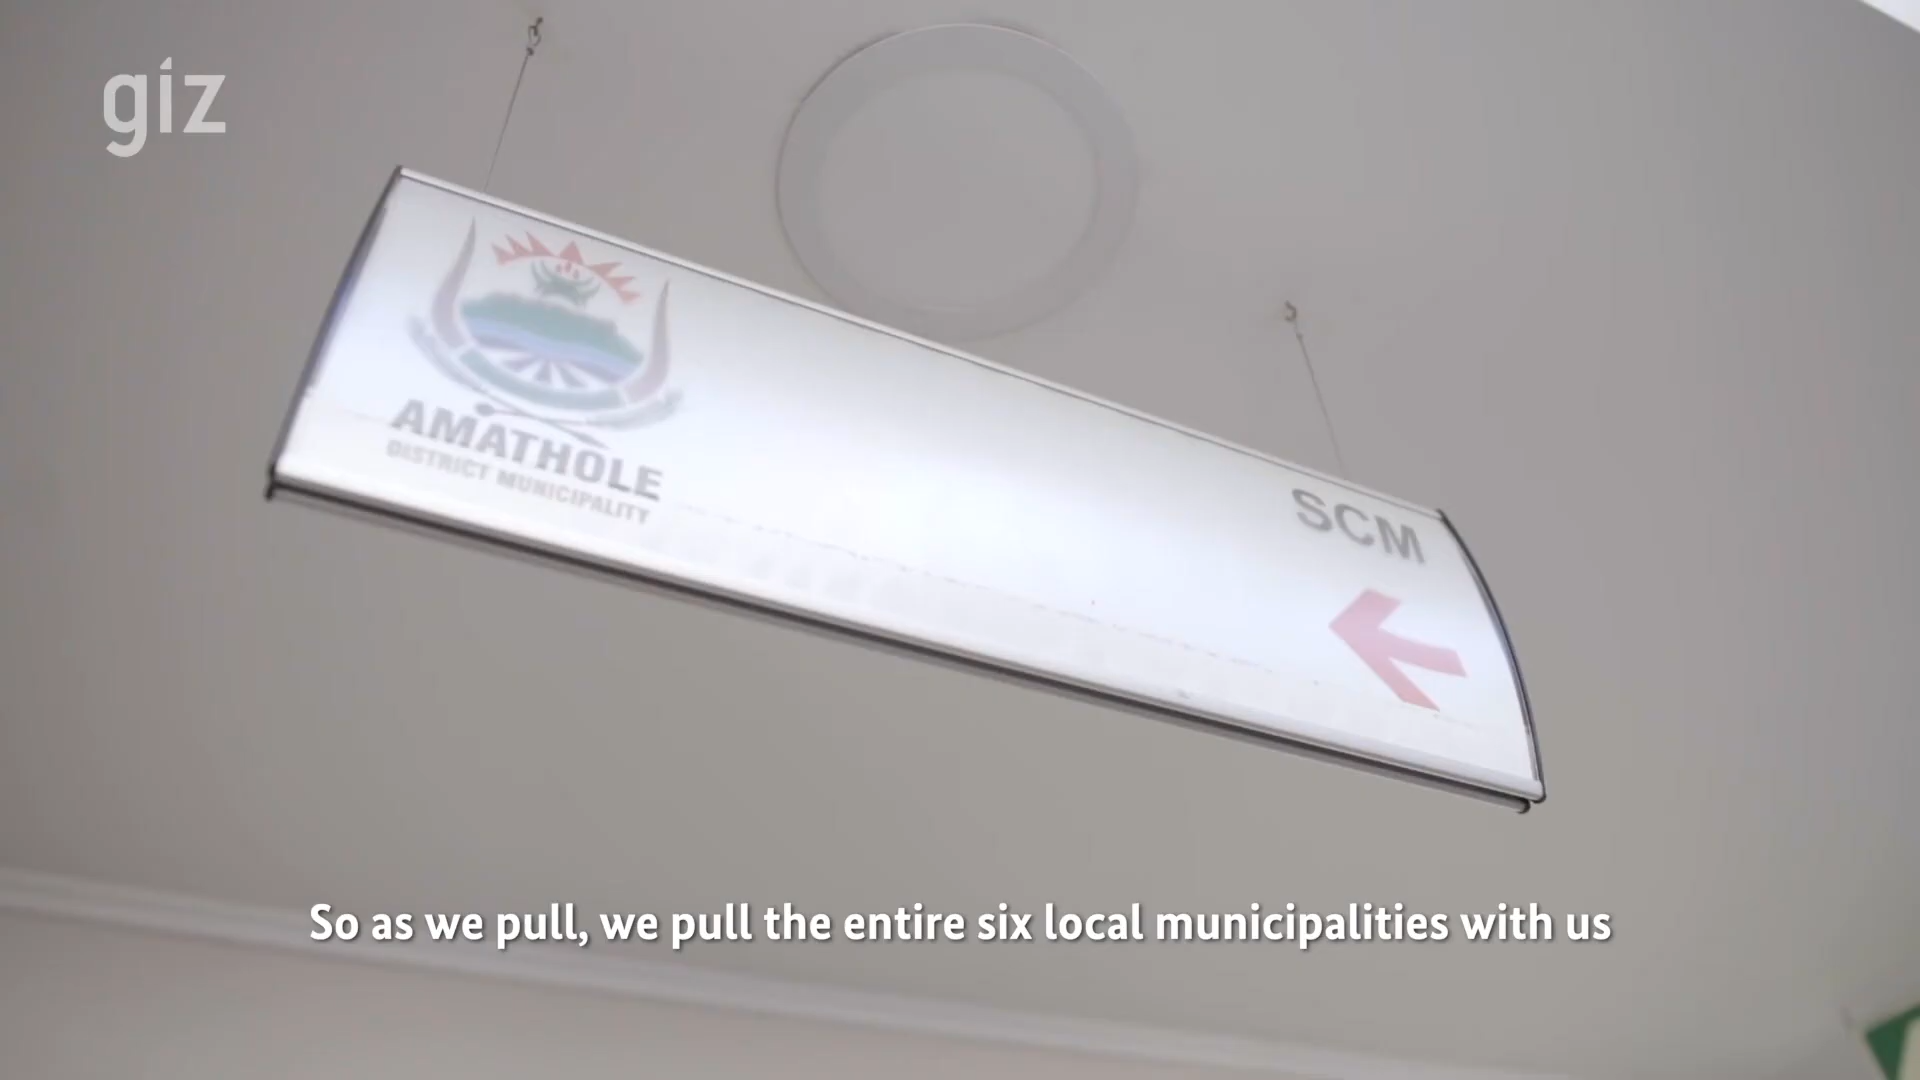 giz
AMATHOLE
DISTRICT MUNICIPALITY
SCM
So as we pull, we pull the entire six local municipalities with us